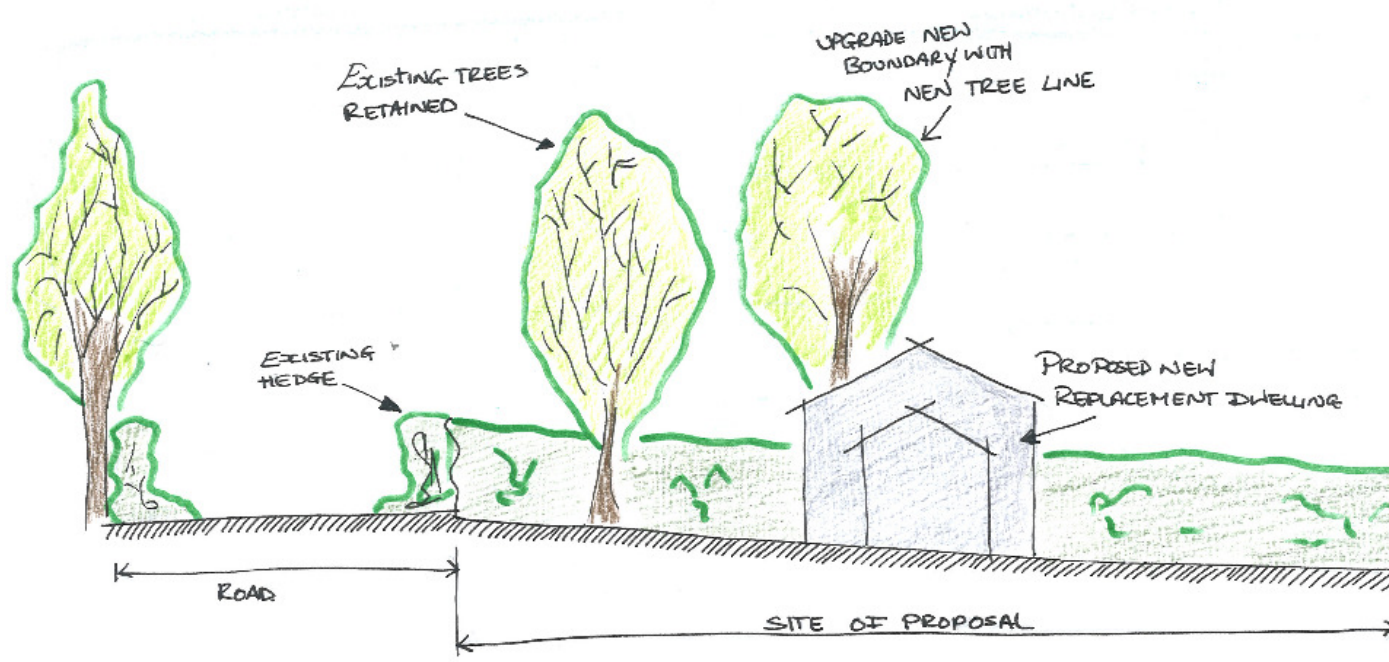 UPGRADE NEW
BOUNDARY WITH
NEN TREE LINE
EXISTING TREES
RETAINED
EXISTING
HEDGE
PROPOSED NEW
REPLACEMENT DWELLING
ROAD
SITE OF PROPOSAL